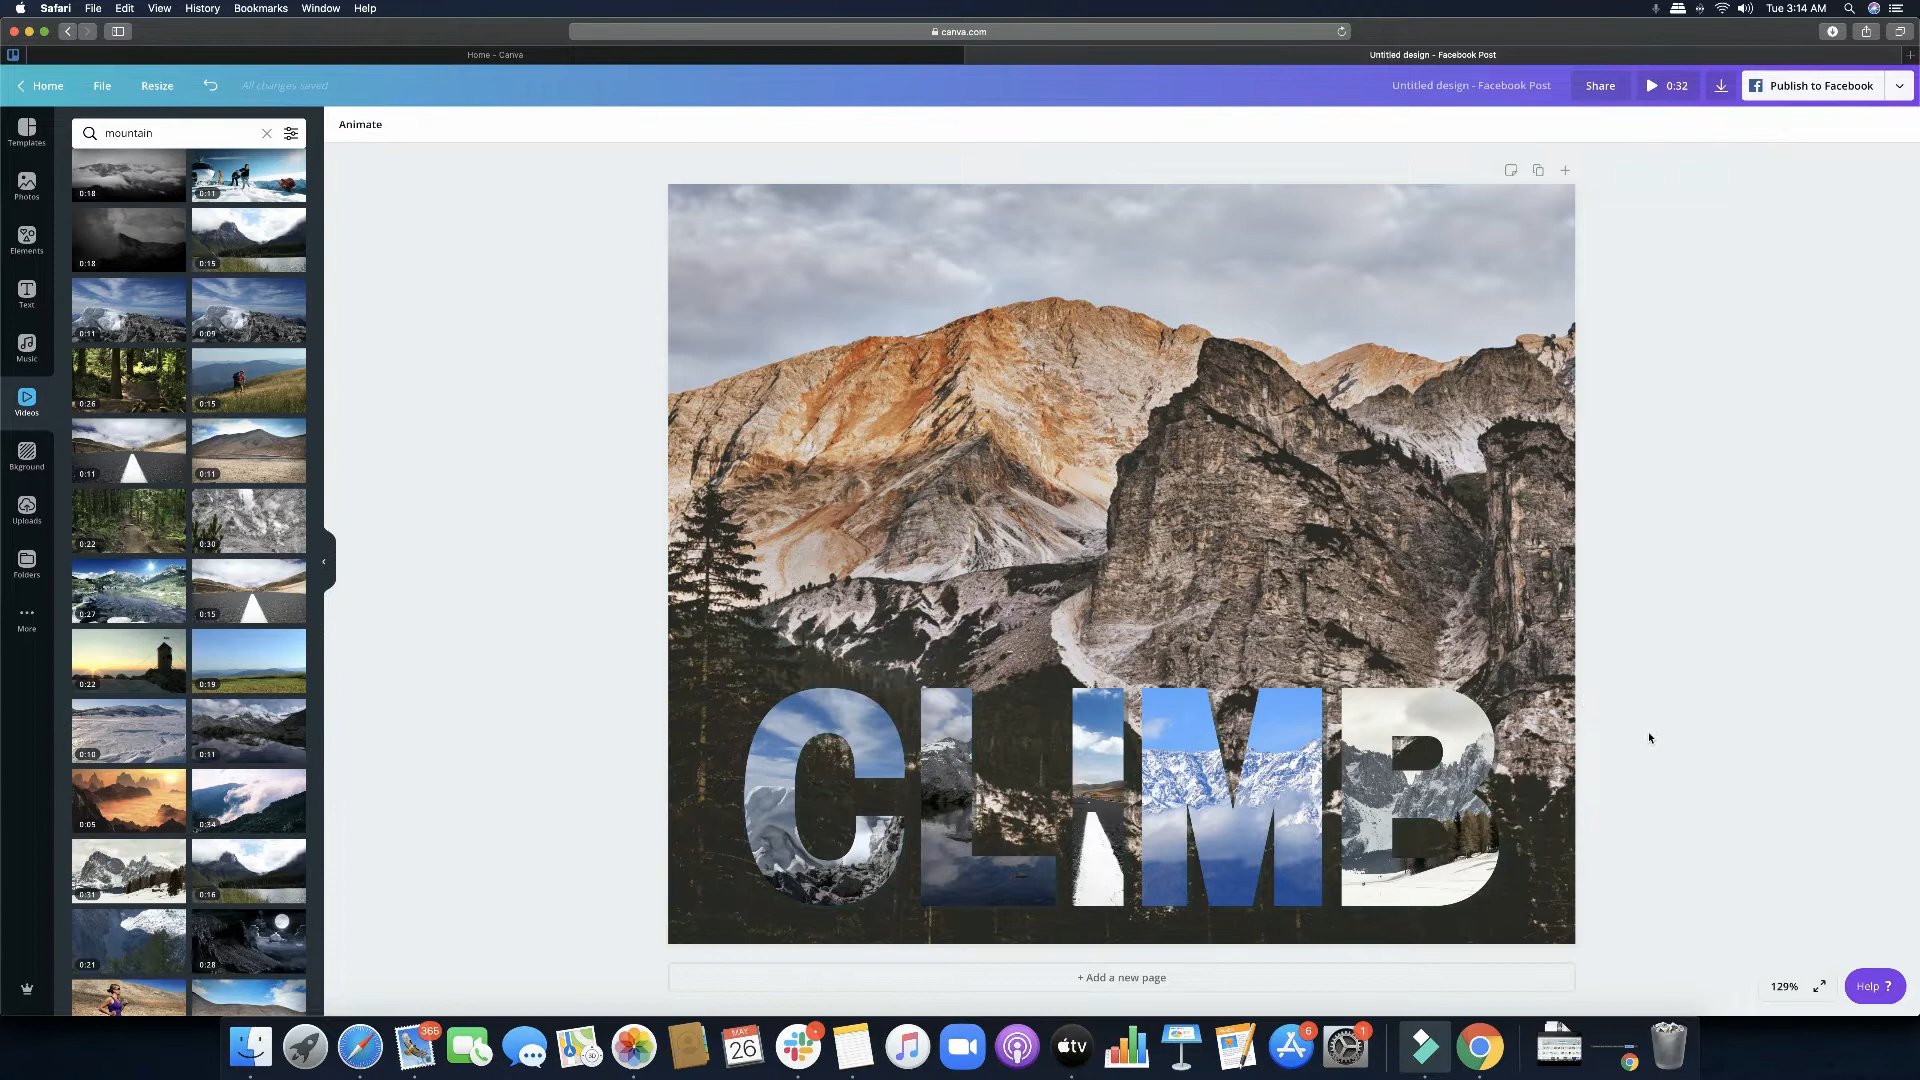 Safari File Edit View History Bookmarks Window Help
Tue 3:14 AM
canva.com
Home - Canva
Untitled design - Facebook Post
Home File Resize
All changes saved
Untitled design - Facebook Post
Share
0:32
Publish to Facebook
Templates
Photos
Elements
Text
Music
Videos
Bkground
Uploads
Folders
More
mountain
0:18 0:11
0:18 0:15
0:11 0:09
0:26 0:15
0:11 0:11
0:22 0:30
0:27 0:15
0:22 0:19
0:10 0:11
0:05 0:34
0:31 0:16
0:21 0:28
Animate
CLIMB
+ Add a new page
129%
Help ?
365
MAY
26
3D
tv
6
1